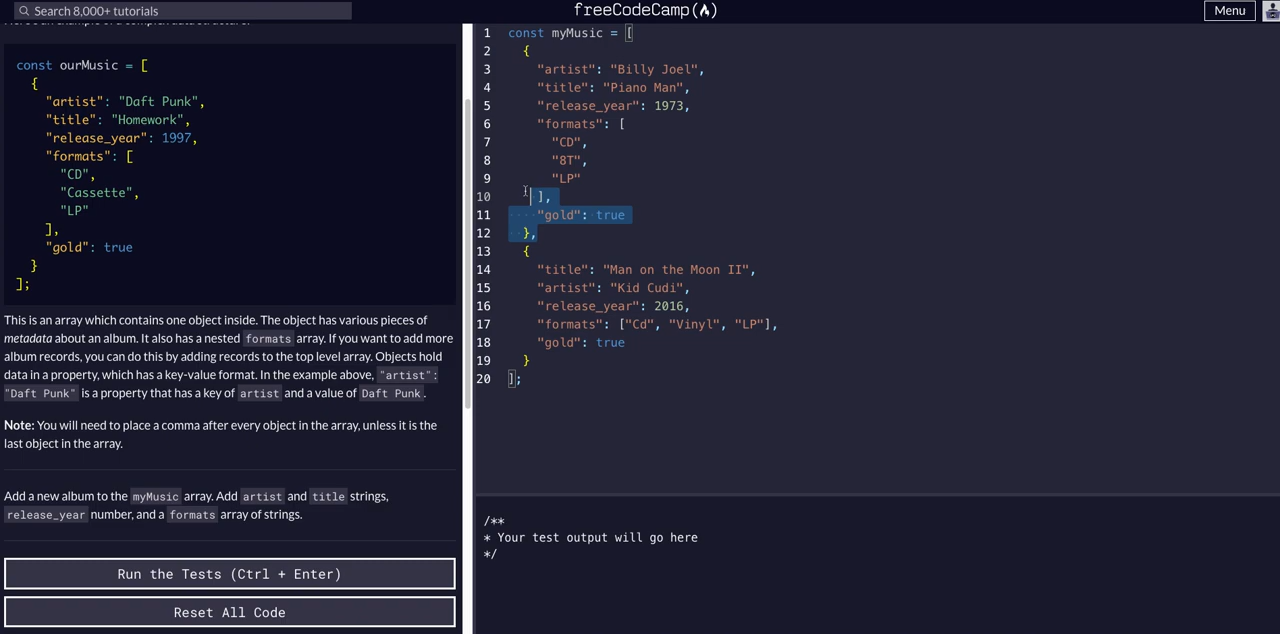 Search 8,000+ tutorials
freeCodeCamp
Menu
const ourMusic = [
{
"artist": "Daft Punk",
"title": "Homework",
"release_year": 1997,
"formats": [
"CD",
"Cassette",
"LP"
],
"gold": true
}
];
This is an array which contains one object inside. The object has various pieces of
metadata about an album. It also has a nested formats array. If you want to add more
album records, you can do this by adding records to the top level array. Objects hold
data in a property, which has a key-value format. In the example above, "artist":
"Daft Punk" is a property that has a key of artist and a value of Daft Punk.
Note: You will need to place a comma after every object in the array, unless it is the
last object in the array.
Add a new album to the myMusic array. Add artist and title strings,
release_year number, and a formats array of strings.
Run the Tests (Ctrl + Enter)
Reset All Code
1 const myMusic = [
2 {
3 "artist": "Billy Joel",
4 "title": "Piano Man",
5 "release_year": 1973,
6 "formats": [
7 "CD",
8 "8T",
9 "LP"
10 ],
11 "gold": true
12 },
13 {
14 "title": "Man on the Moon II",
15 "artist": "Kid Cudi",
16 "release_year": 2016,
17 "formats": ["Cd", "Vinyl", "LP"],
18 "gold": true
19 }
20 ];
/**
* Your test output will go here
*/